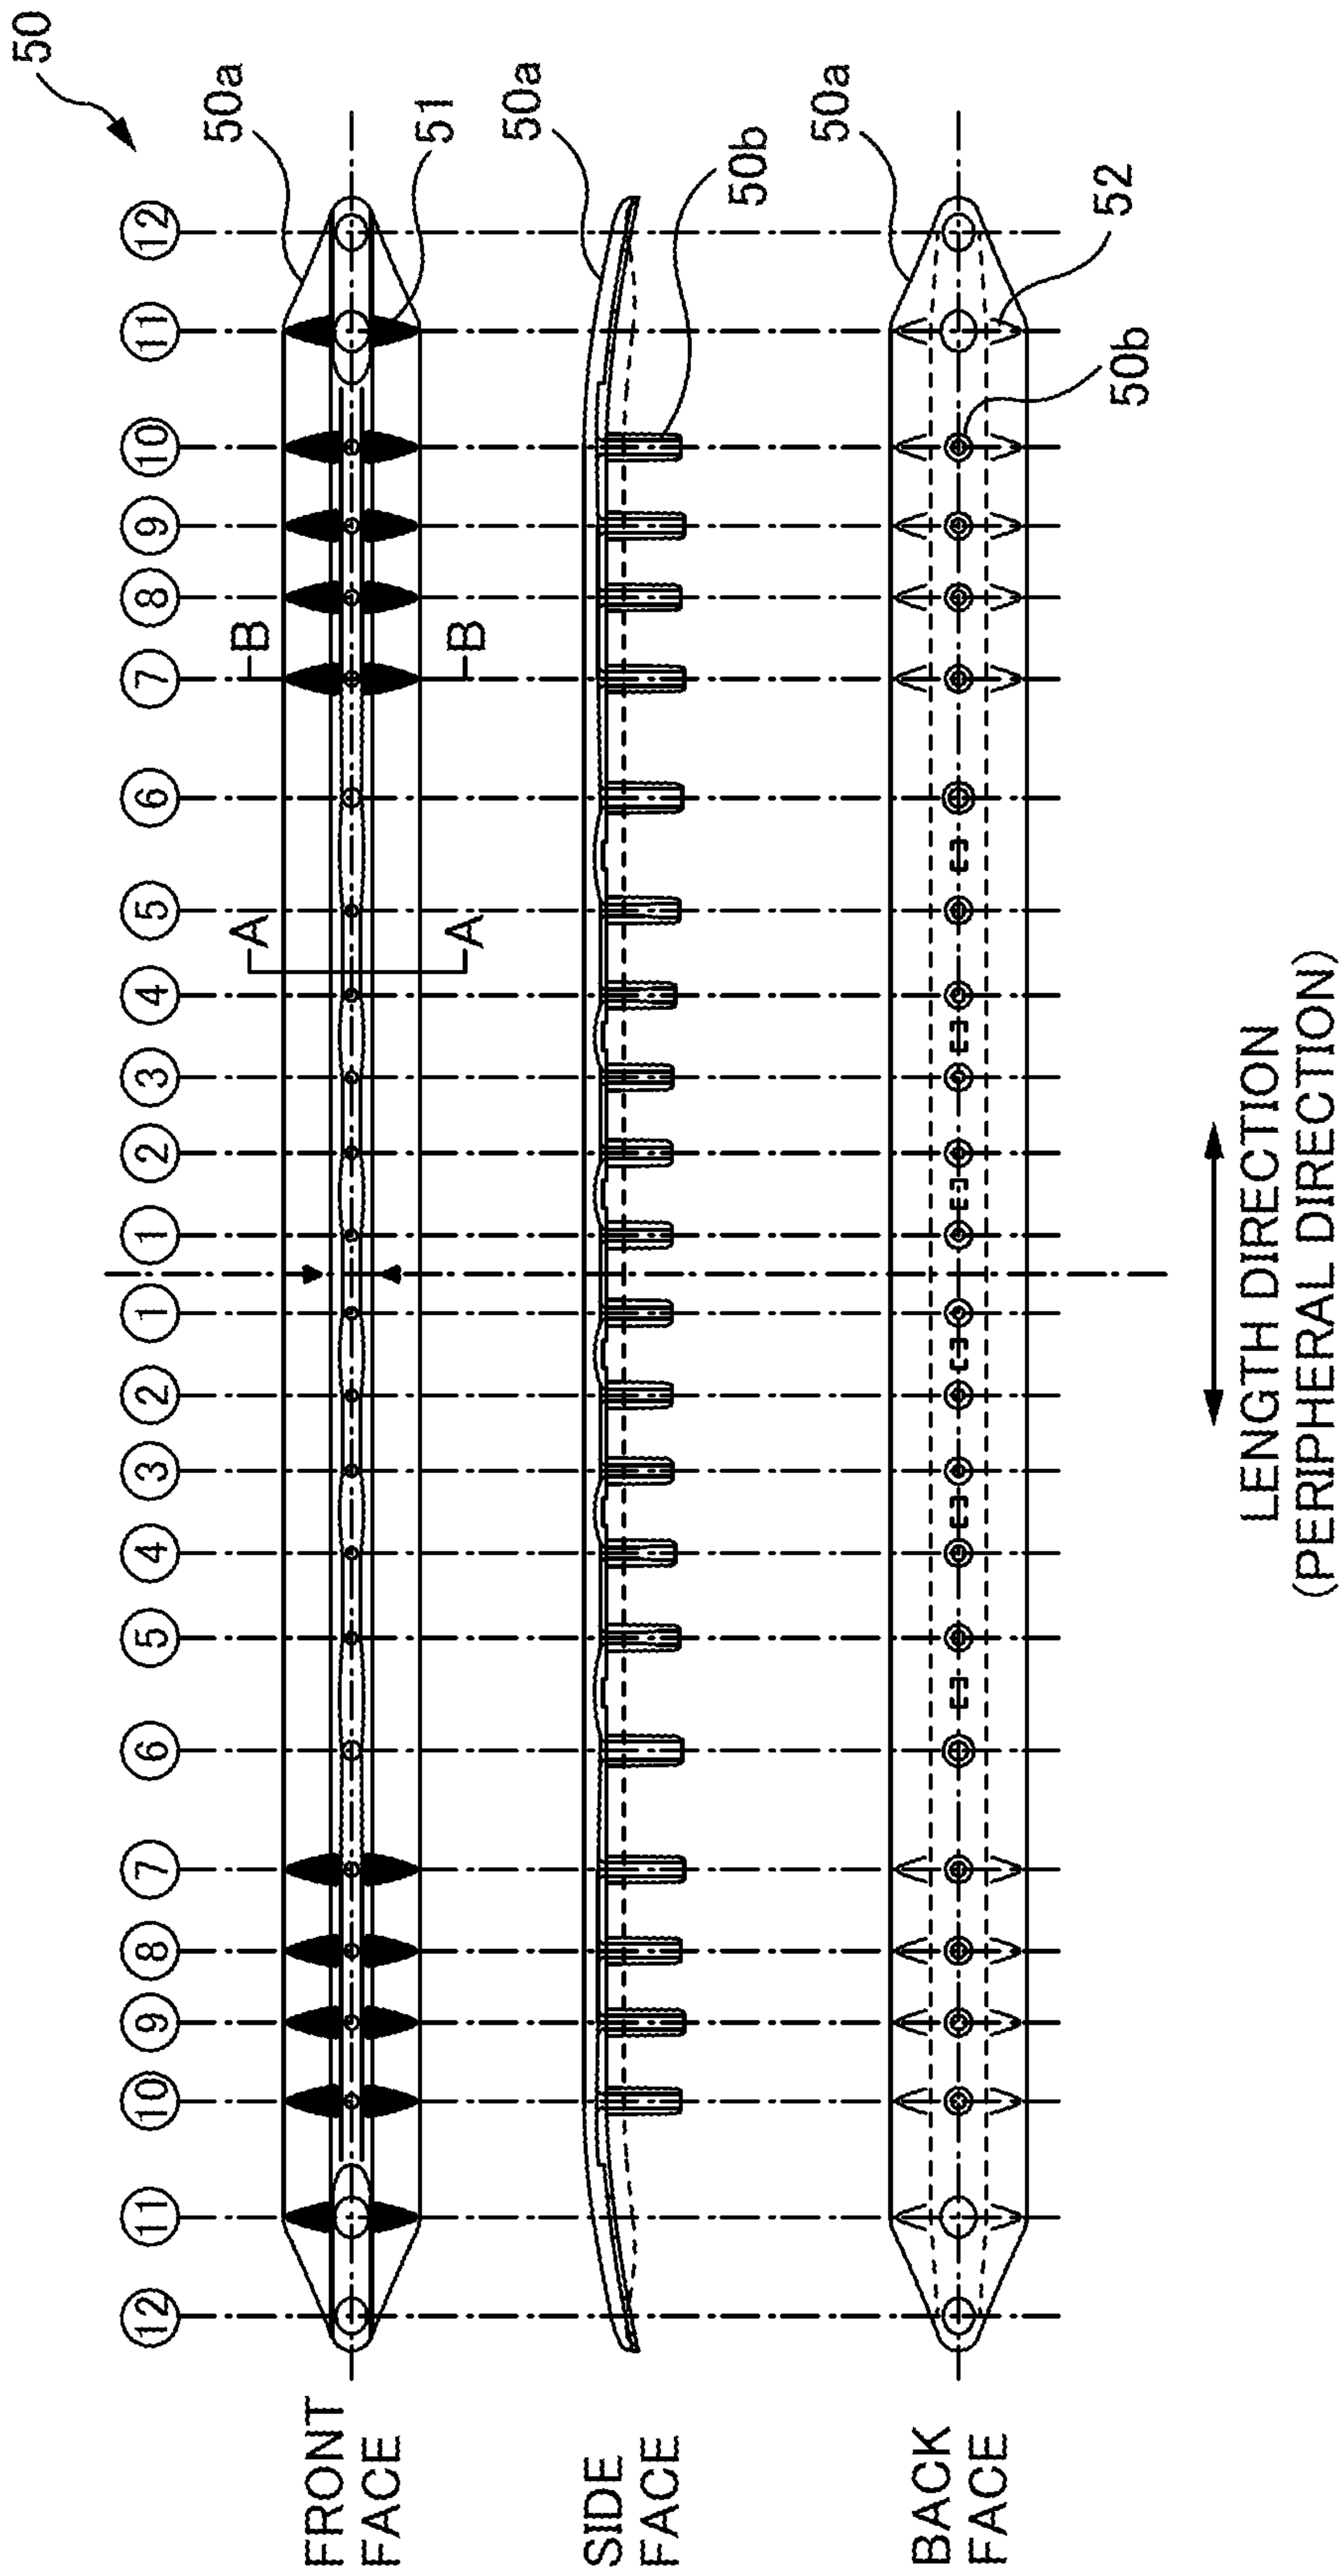 50
⑫ ⑪ ⑩ ⑨ ⑧ ⑦ ⑥ ⑤ ④ ③ ② ① ① ② ③ ④ ⑤ ⑥ ⑦ ⑧ ⑨ ⑩ ⑪ ⑫
50a
A
B
FRONT
FACE
51
A
B
50a
SIDE
FACE
50b
50a
BACK
FACE
52
50b
LENGTH DIRECTION
(PERIPHERAL DIRECTION)